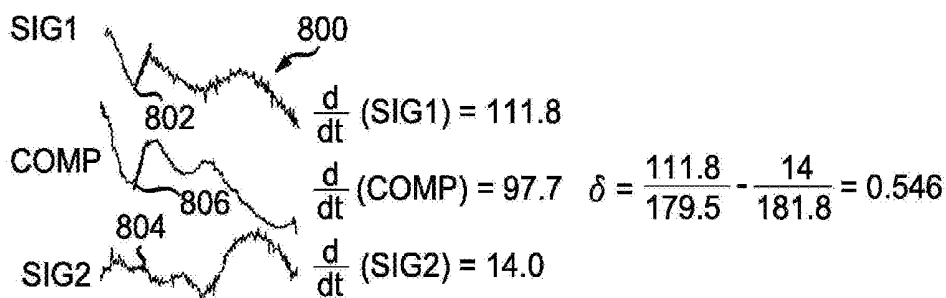 SIG1
800
802
d/dt (SIG1) = 111.8
COMP
806
d/dt (COMP) = 97.7 δ = 111.8/179.5 - 14/181.8 = 0.546
804
SIG2
d/dt (SIG2) = 14.0